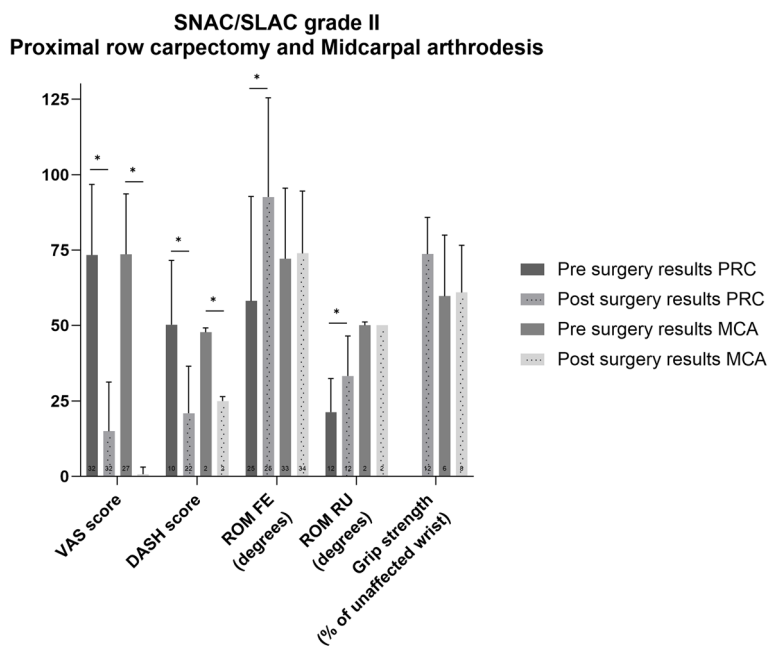 SNAC/SLAC grade II
Proximal row carpectomy and Midcarpal arthrodesis
125
100
75
50
25
0
* * * * * *
32 32 27 10 22 2 3 25 26 33 34 12 12 2 2 12 6 8
VAS score
DASH score
ROM FE
(degrees)
ROM RU
(degrees)
Grip strength
(% of unaffected wrist)
Pre surgery results PRC
Post surgery results PRC
Pre surgery results MCA
Post surgery results MCA